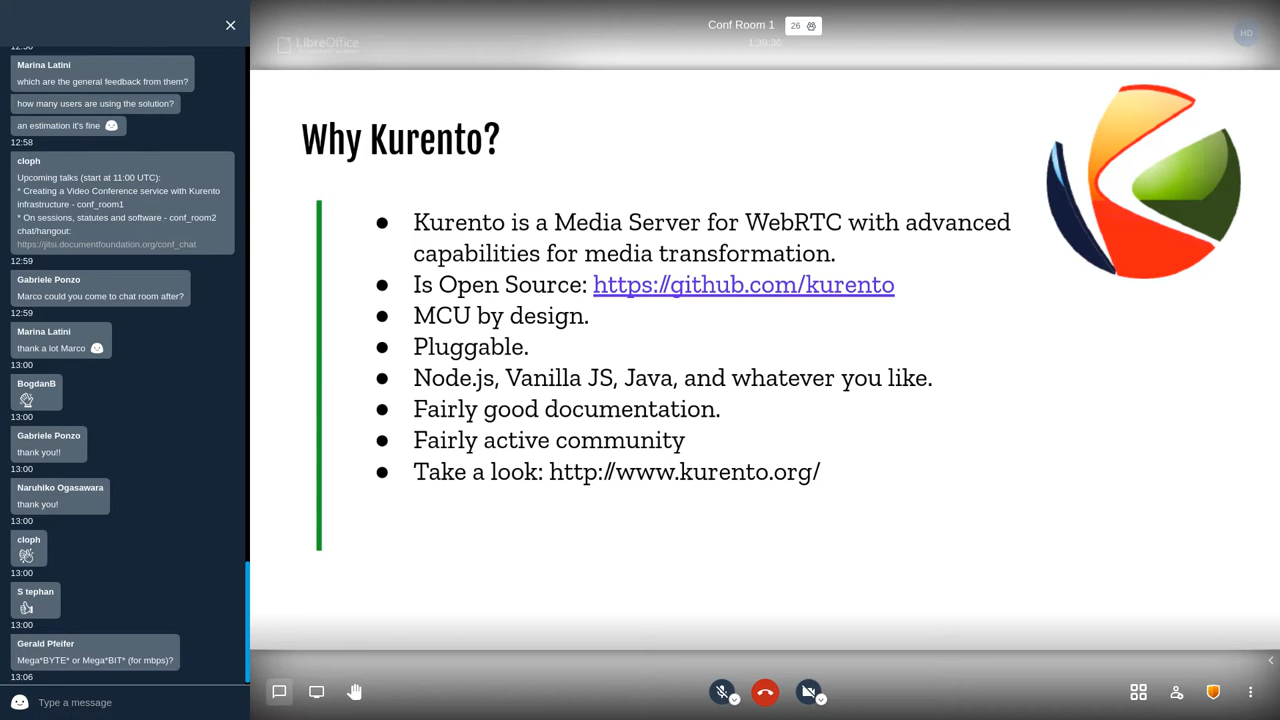 Marina Latini
which are the general feedback from them?
how many users are using the solution?
an estimation it's fine
12:58
cloph
Upcoming talks (start at 11:00 UTC):
* Creating a Video Conference service with Kurento
infrastructure - conf_room1
* On sessions, statutes and software - conf_room2
chat/hangout:
https://jitsi.documentfoundation.org/conf_chat
12:59
Gabriele Ponzo
Marco could you come to chat room after?
12:59
Marina Latini
thank a lot Marco
13:00
BogdanB
13:00
Gabriele Ponzo
thank you!!
13:00
Naruhiko Ogasawara
thank you!
13:00
cloph
13:00
S tephan
13:00
Gerald Pfeifer
Mega*BYTE* or Mega*BIT* (for mbps)?
13:06
Type a message
Conf Room 1
26
1:39:30
HD
LibreOffice
Why Kurento?
● Kurento is a Media Server for WebRTC with advanced
capabilities for media transformation.
● Is Open Source: https://github.com/kurento
● MCU by design.
● Pluggable.
● Node.js, Vanilla JS, Java, and whatever you like.
● Fairly good documentation.
● Fairly active community
● Take a look: http://www.kurento.org/